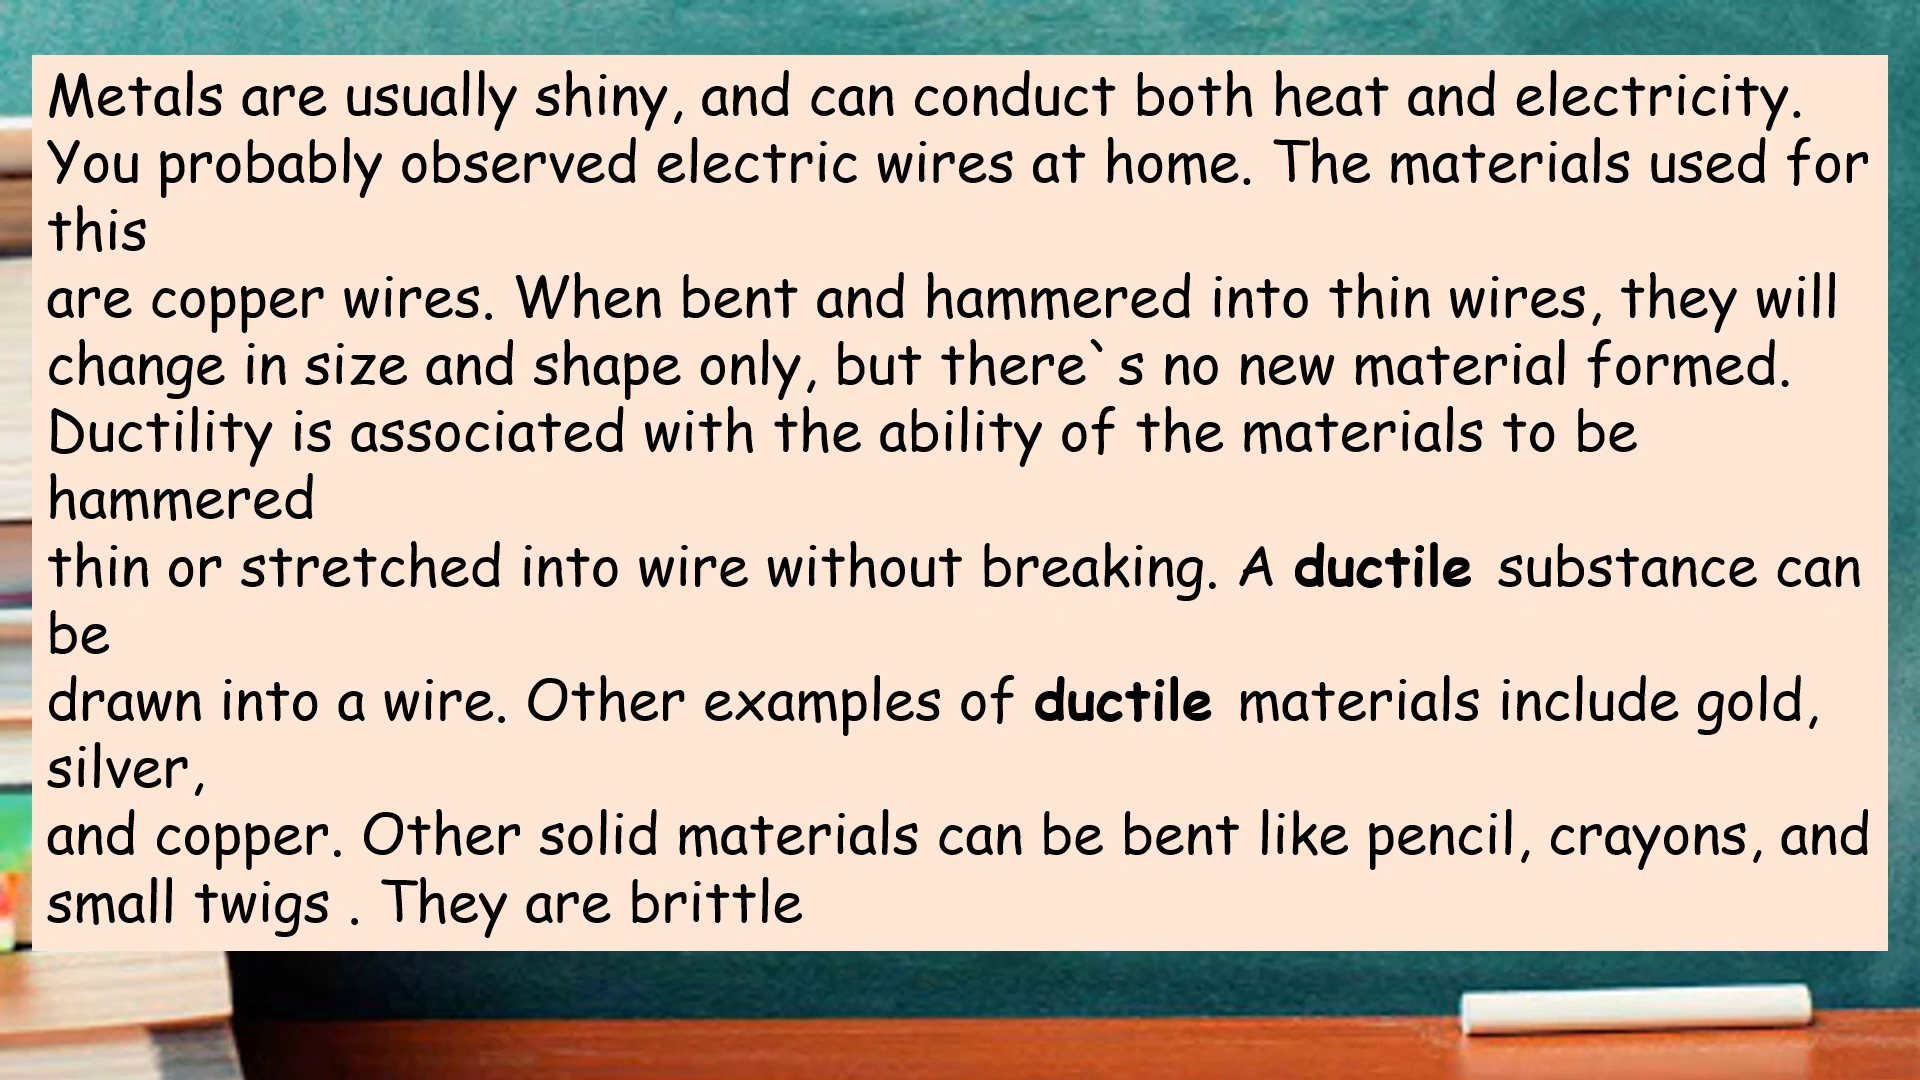 Metals are usually shiny, and can conduct both heat and electricity.
You probably observed electric wires at home. The materials used for
this
are copper wires. When bent and hammered into thin wires, they will
change in size and shape only, but there`s no new material formed.
Ductility is associated with the ability of the materials to be
hammered
thin or stretched into wire without breaking. A ductile substance can
be
drawn into a wire. Other examples of ductile materials include gold,
silver,
and copper. Other solid materials can be bent like pencil, crayons, and
small twigs . They are brittle